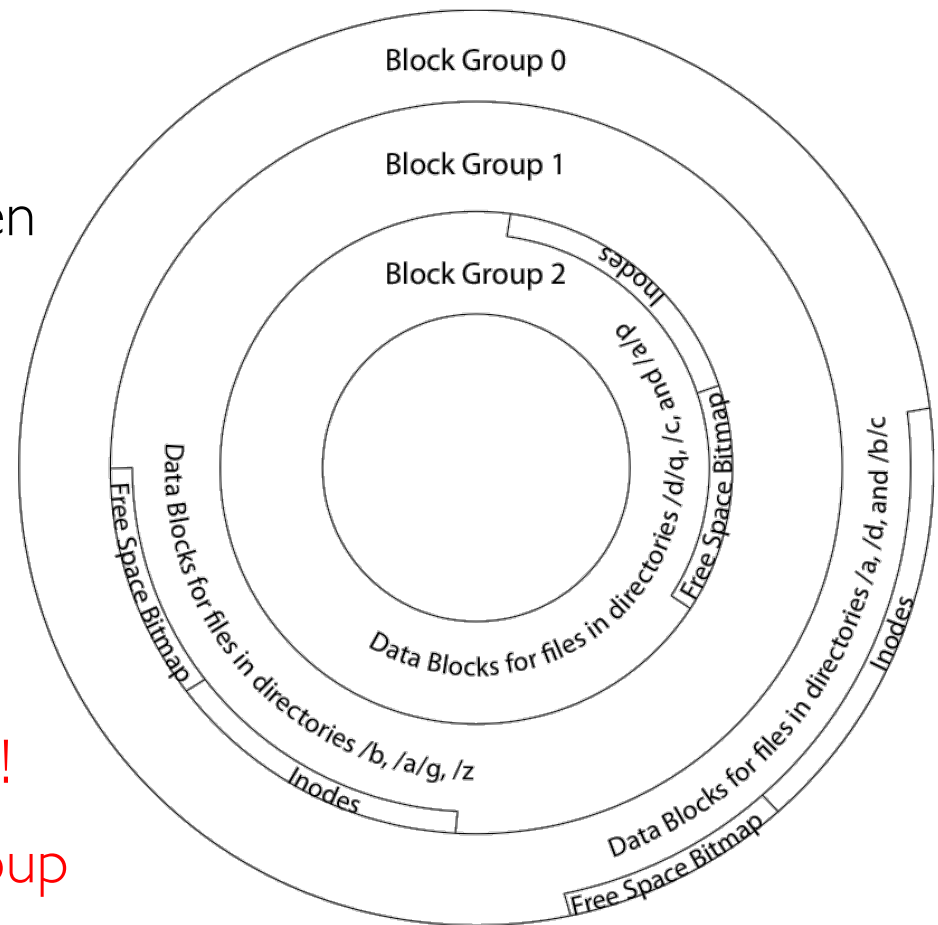 Block Group 0
Block Group 1
Block Group 2
Inodes
Free Space Bitmap
Data Blocks for files in directories /d/q, /c, and /a/p
Data Blocks for files in directories /b, /a/g, /z
Free Space Bitmap
Inodes
Data Blocks for files in directories /a, /d, and /b/c
Inodes
Free Space Bitmap
en
!
oup